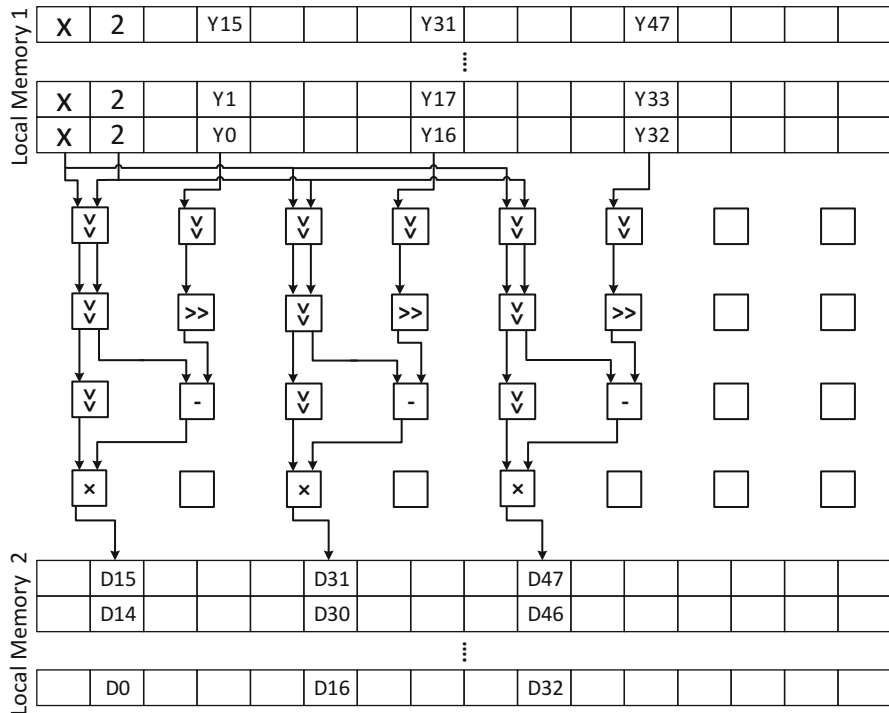 Local Memory 1
X 2 Y15 Y31 Y47
X 2 Y1 Y17 Y33
X 2 Y0 Y16 Y32
>> >> >> >> >> >>
>> >> >> >> >> >>
>> - >> - >> -
× × ×
Local Memory 2
D15 D31 D47
D14 D30 D46
D0 D16 D32